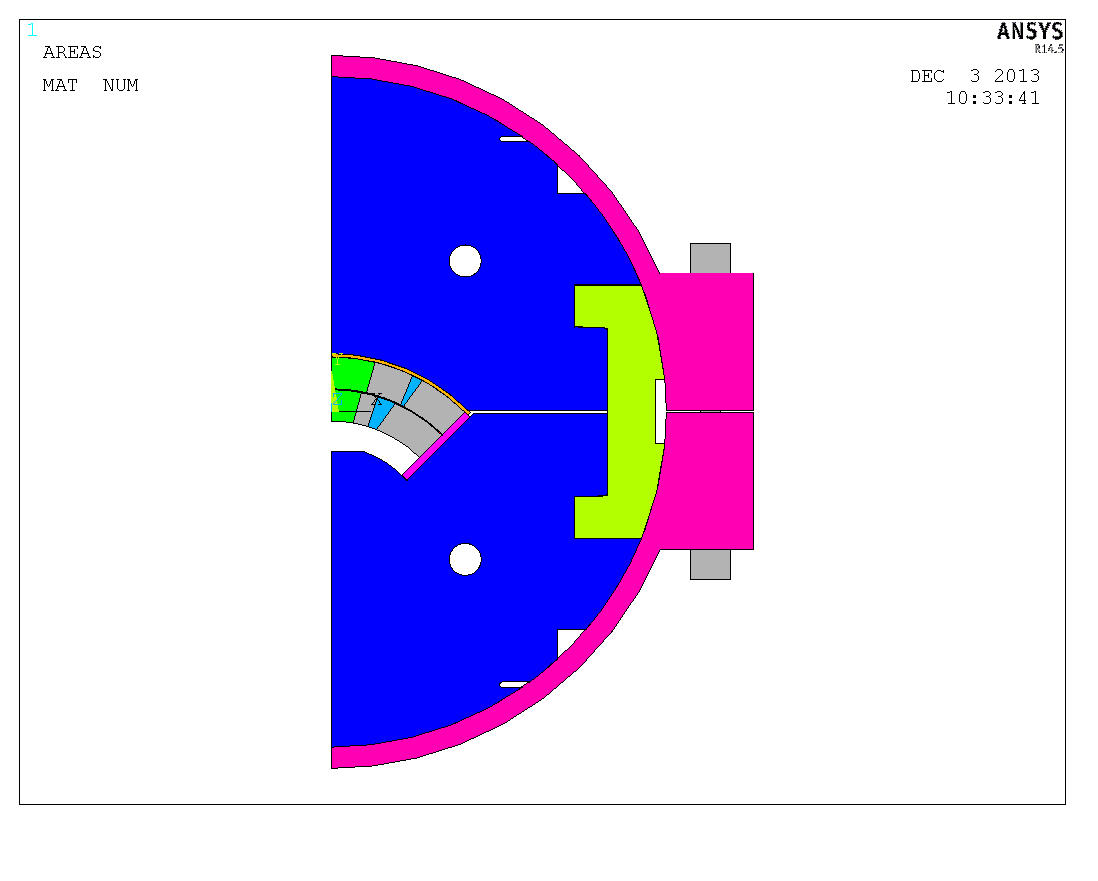 1
AREAS
MAT NUM
ANSYS
R14.5
DEC 3 2013
10:33:41
X